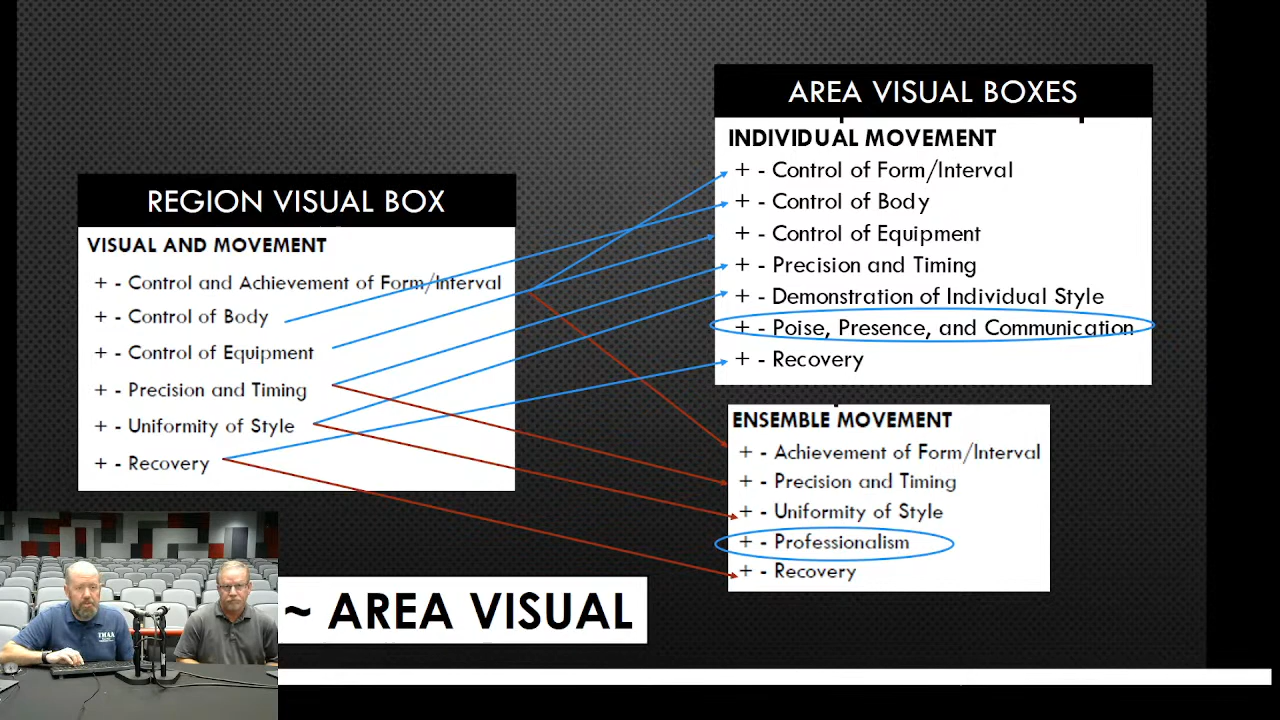 REGION VISUAL BOX
VISUAL AND MOVEMENT
+ - Control and Achievement of Form/Interval
+ - Control of Body
+ - Control of Equipment
+ - Precision and Timing
+ - Uniformity of Style
+ - Recovery
AREA VISUAL BOXES
INDIVIDUAL MOVEMENT
+ - Control of Form/Interval
+ - Control of Body
+ - Control of Equipment
+ - Precision and Timing
+ - Demonstration of Individual Style
+ - Poise, Presence, and Communication
+ - Recovery
ENSEMBLE MOVEMENT
+ - Achievement of Form/Interval
+ - Precision and Timing
+ - Uniformity of Style
+ - Professionalism
+ - Recovery
~ AREA VISUAL